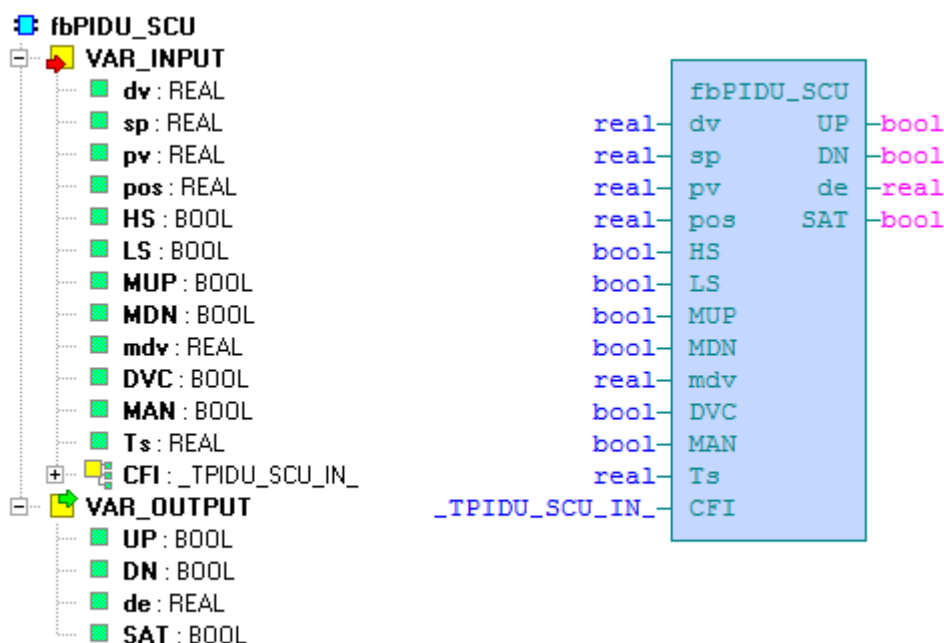 fbPIDU_SCU
VAR_INPUT
dv : REAL
sp : REAL
pv : REAL
pos : REAL
HS : BOOL
LS : BOOL
MUP : BOOL
MDN : BOOL
mdv : REAL
DVC : BOOL
MAN : BOOL
Ts : REAL
CFI : _TPIDU_SCU_IN_
VAR_OUTPUT
UP : BOOL
DN : BOOL
de : REAL
SAT : BOOL
fbPIDU_SCU
real dv UP bool
real sp DN bool
real pv de real
real pos SAT bool
bool HS
bool LS
bool MUP
bool MDN
real mdv
bool DVC
bool MAN
real Ts
_TPIDU_SCU_IN_ CFI